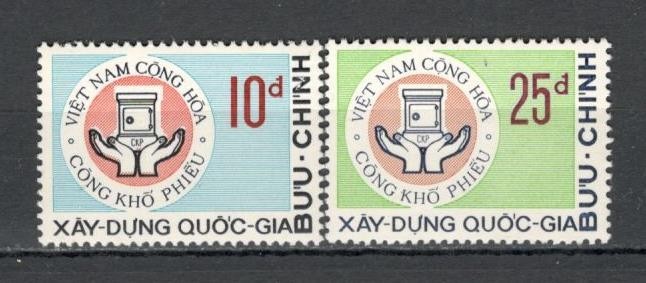 VIỆT NAM CỘNG HÒA
CKP
CÔNG KHỐ PHIẾU
10đ
BƯU · CHÍNH
XÂY-DỰNG QUỐC-GIA
VIỆT NAM CỘNG HÒA
CKP
CÔNG KHỐ PHIẾU
25đ
BƯU · CHÍNH
XÂY-DỰNG QUỐC-GIA